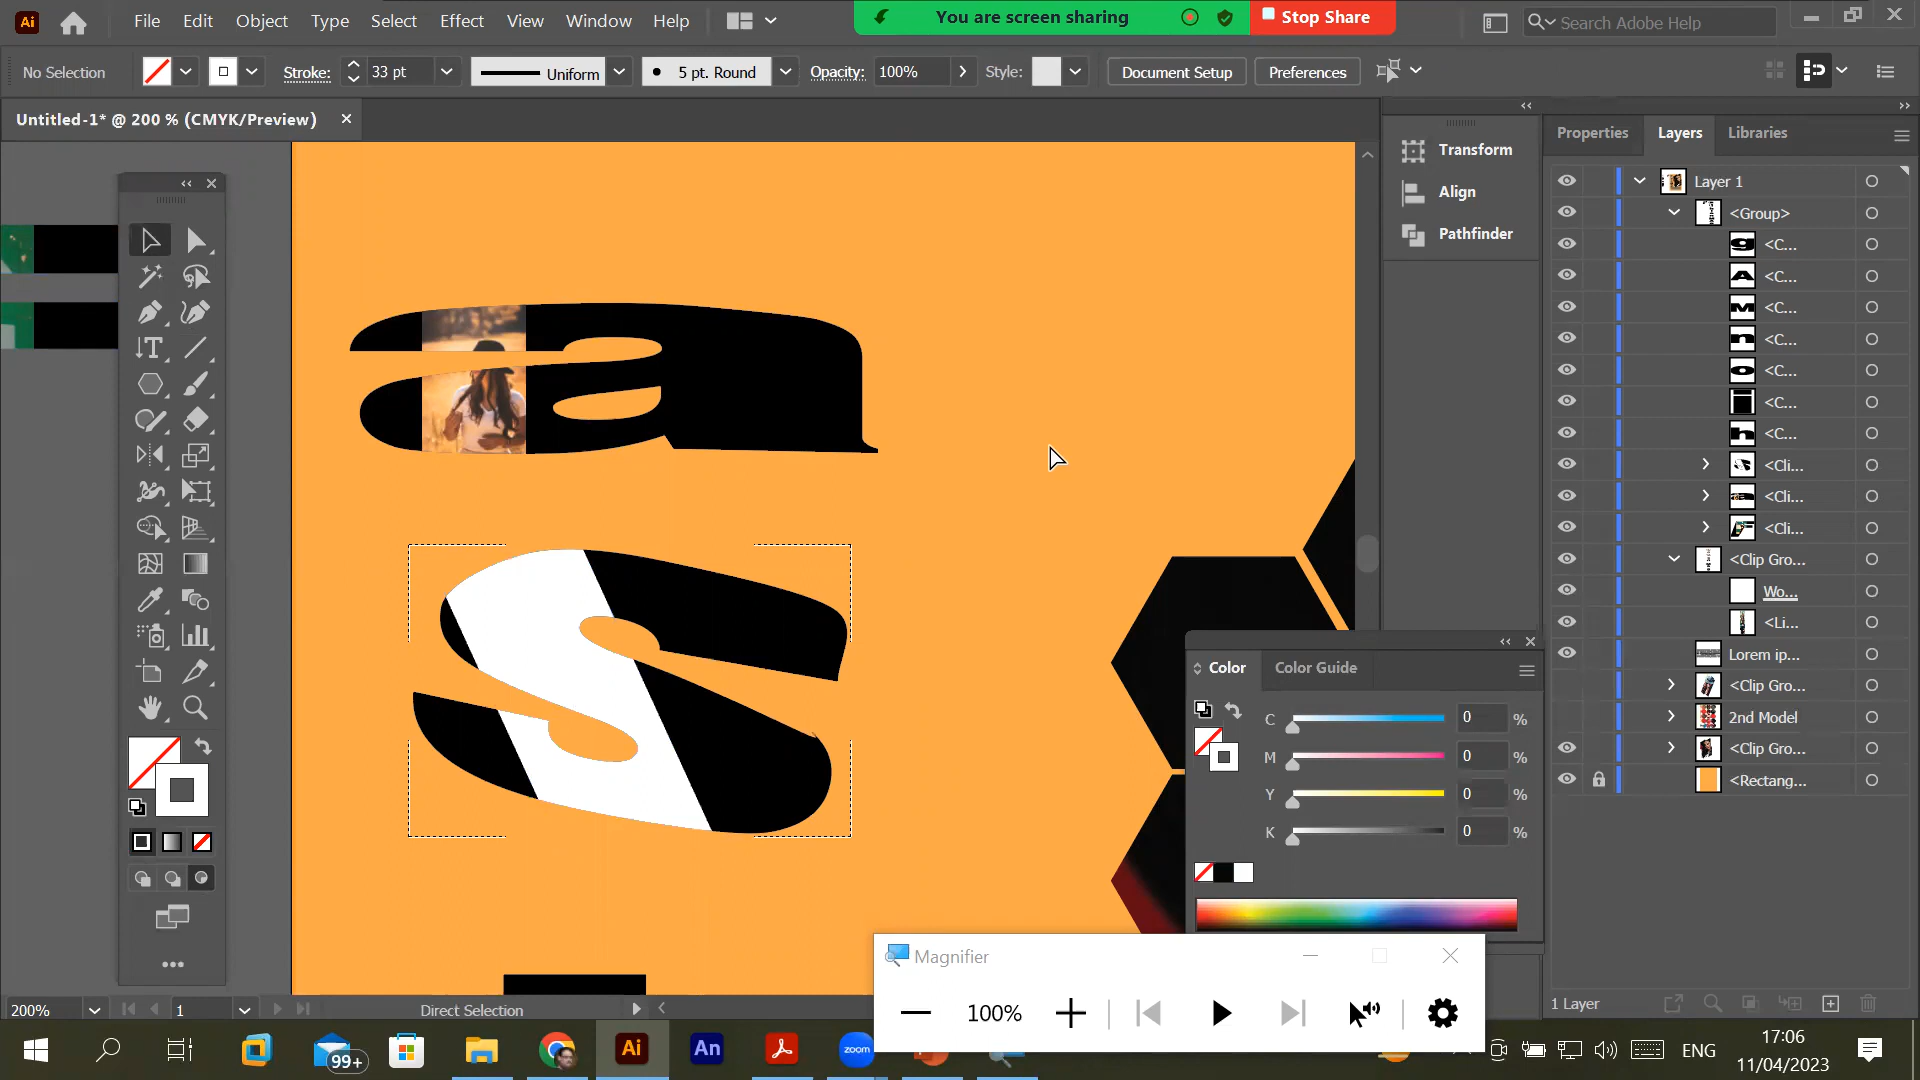 Ai File Edit Object Type Select Effect View Window Help You are screen sharing Stop Share Search Adobe Help
No Selection Stroke: 33 pt Uniform 5 pt. Round Opacity: 100% Style: Document Setup Preferences
Untitled-1* @ 200 % (CMYK/Preview)
Transform
Align
Pathfinder
Properties Layers Libraries
Layer 1
<Group>
g <C...
A <C...
M <C...
n <C...
o <C...
<C...
h <C...
<Cli...
<Cli...
<Cli...
<Clip Gro...
Wo...
<Li...
Lorem ip...
<Clip Gro...
2nd Model
<Clip Gro...
<Rectang...
a
s
Color Color Guide
C 0 %
M 0 %
Y 0 %
K 0 %
Magnifier
100%
200% 1 Direct Selection
1 Layer
99+ Ai An zoom
ENG
17:06
11/04/2023